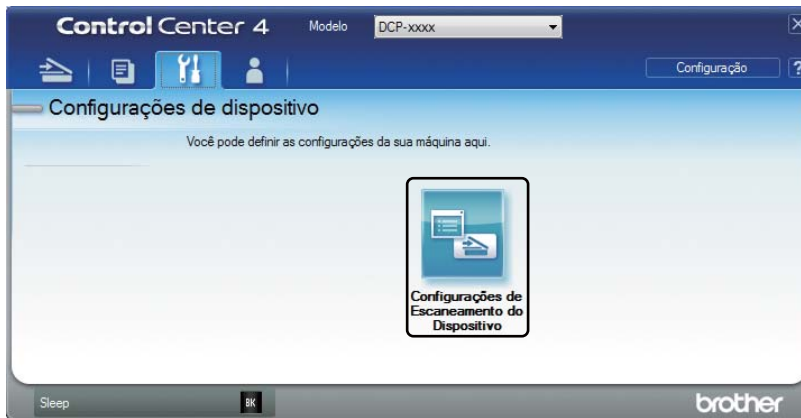 Control Center 4
Modelo
DCP-xxxx
Configuração
?
Configurações de dispositivo
Você pode definir as configurações da sua máquina aqui.
Configurações de
Escaneamento do
Dispositivo
Sleep
BK
brother